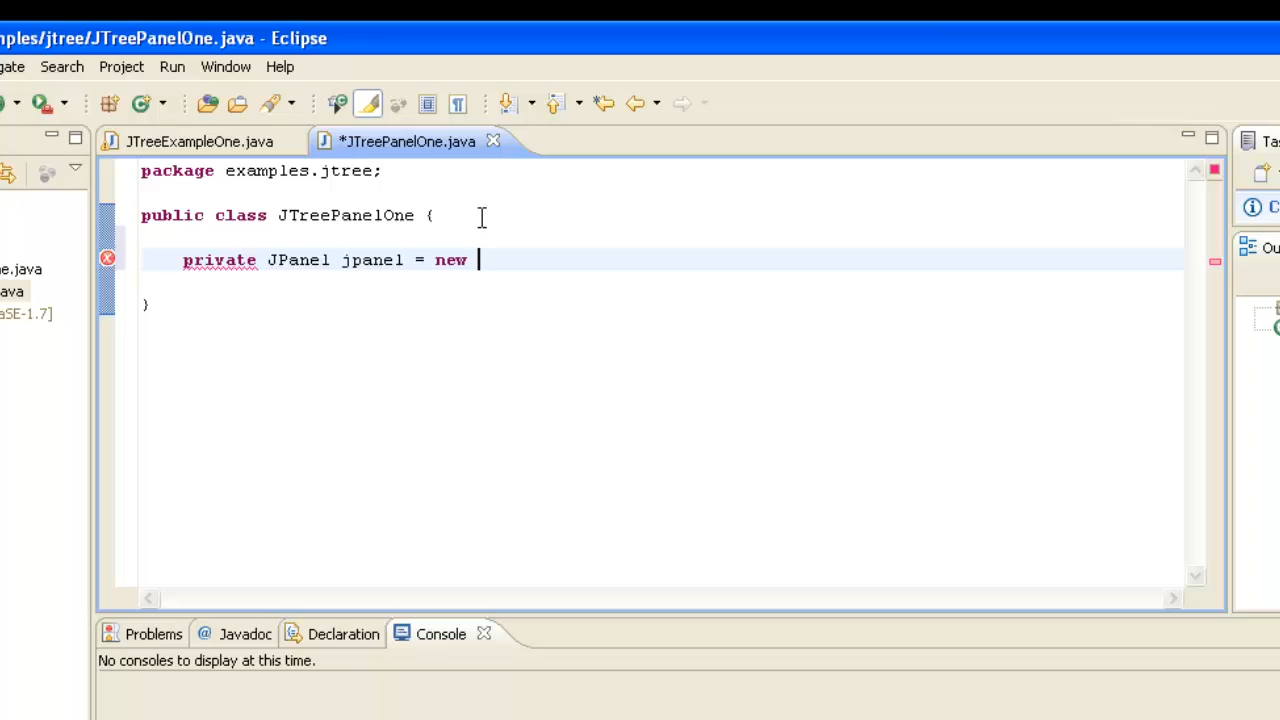 mples/jtree/JTreePanelOne.java - Eclipse
gate Search Project Run Window Help
JTreeExampleOne.java *JTreePanelOne.java Tas
package examples.jtree;
public class JTreePanelOne {
private JPanel jpanel = new
}
C
Ou
e.java
ava
aSE-1.7]
Problems @ Javadoc Declaration Console
No consoles to display at this time.